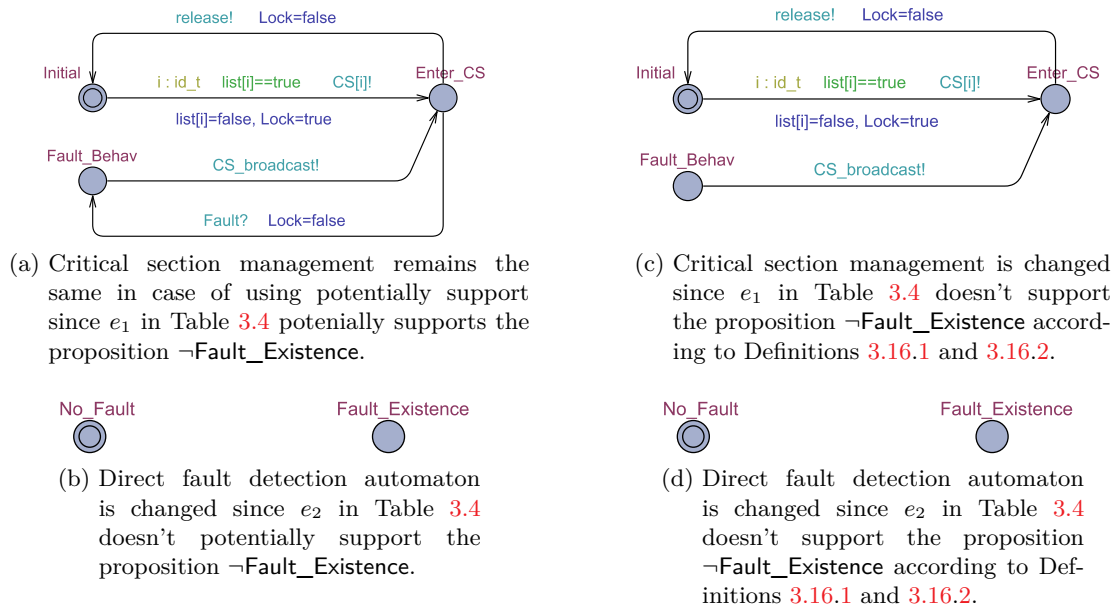 release! Lock=false
Initial
Enter_CS
i : id_t list[i]==true CS[i]!
list[i]=false, Lock=true
Fault_Behav
CS_broadcast!
Fault? Lock=false
(a) Critical section management remains the
same in case of using potentially support
since e1 in Table 3.4 potenially supports the
proposition ¬Fault_Existence.
No_Fault
Fault_Existence
(b) Direct fault detection automaton
is changed since e2 in Table 3.4
doesn't potentially support the
proposition ¬Fault_Existence.
release! Lock=false
Initial
Enter_CS
i : id_t list[i]==true CS[i]!
list[i]=false, Lock=true
Fault_Behav
CS_broadcast!
(c) Critical section management is changed
since e1 in Table 3.4 doesn't support
the proposition ¬Fault_Existence accord-
ing to Definitions 3.16.1 and 3.16.2.
No_Fault
Fault_Existence
(d) Direct fault detection automaton
is changed since e2 in Table 3.4
doesn't support the proposition
¬Fault_Existence according to Def-
initions 3.16.1 and 3.16.2.